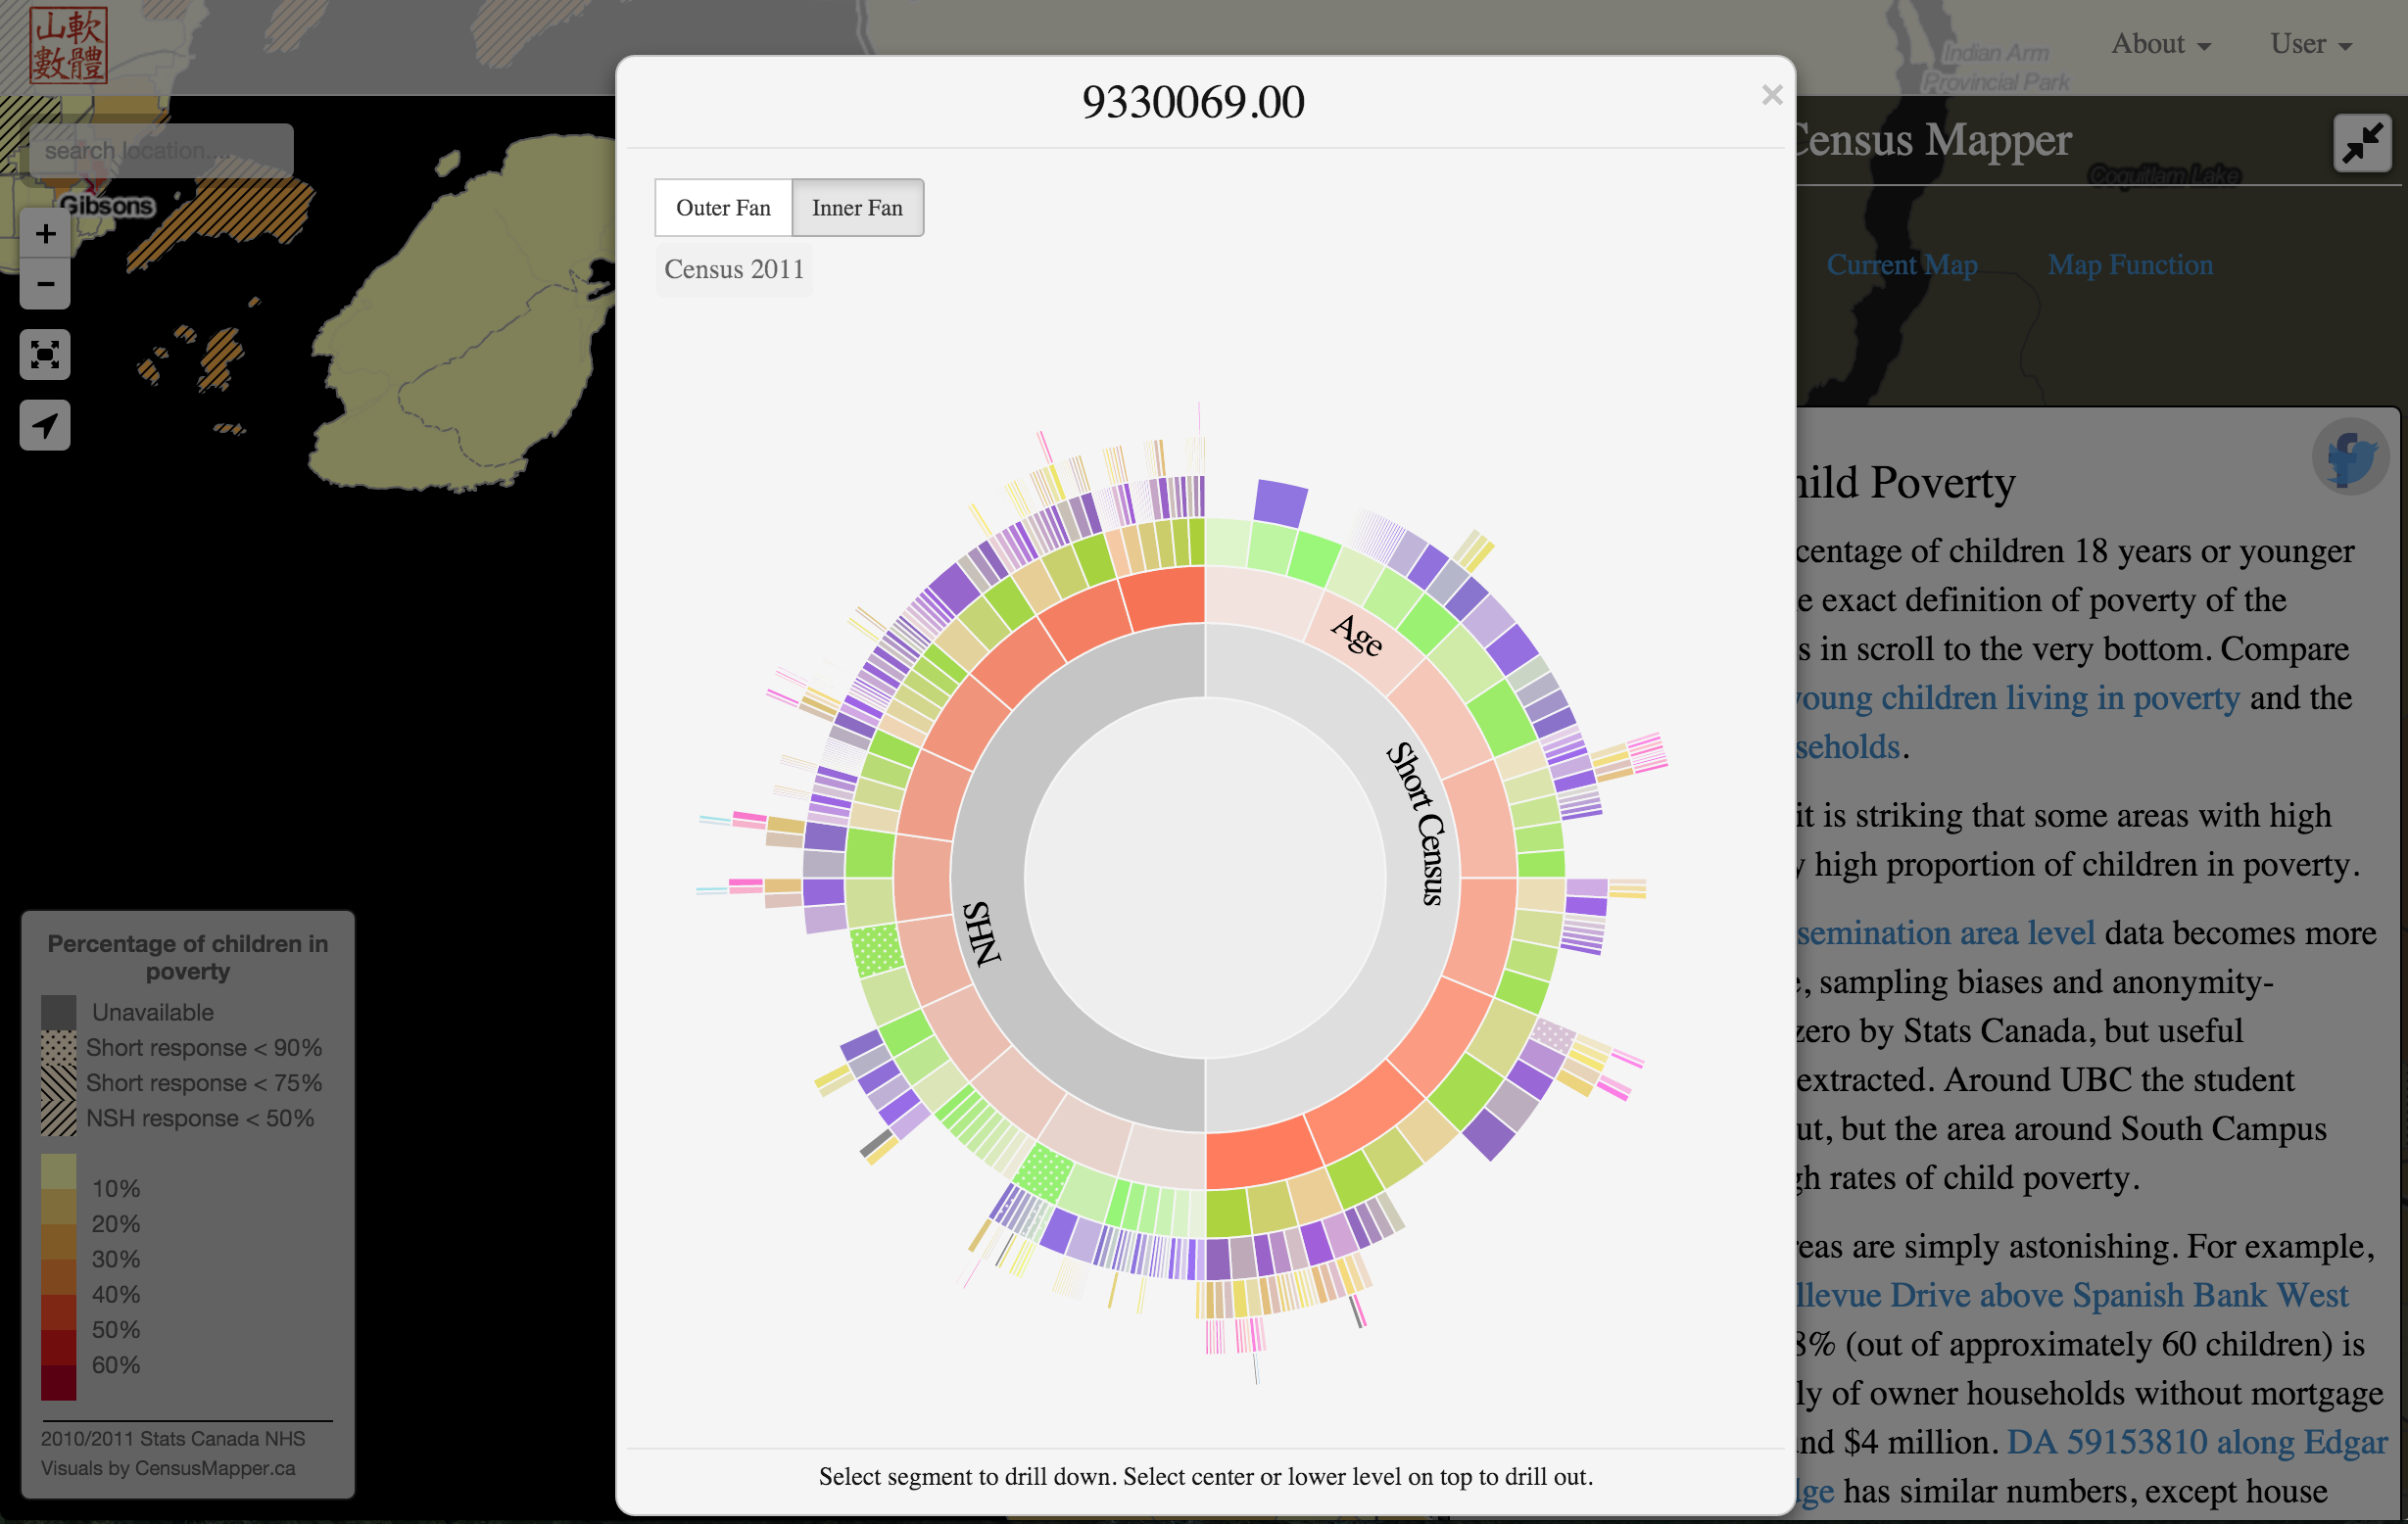 山軟
數體
Indian Arm
Provincial Park
About
User
search location....
Gibsons
+
−
9330069.00
×
Outer Fan
Inner Fan
Census 2011
Age
Short Census
NHS
Select segment to drill down. Select center or lower level on top to drill out.
Census Mapper
Coquitlam Lake
Current Map
Map Function
hild Poverty
centage of children 18 years or younger
e exact definition of poverty of the
s in scroll to the very bottom. Compare
young children living in poverty and the
seholds.
it is striking that some areas with high
y high proportion of children in poverty.
semination area level data becomes more
e, sampling biases and anonymity-
zero by Stats Canada, but useful
extracted. Around UBC the student
ut, but the area around South Campus
gh rates of child poverty.
reas are simply astonishing. For example,
llevue Drive above Spanish Bank West
8% (out of approximately 60 children) is
ly of owner households without mortgage
nd $4 million. DA 59153810 along Edgar
dge has similar numbers, except house
Percentage of children in
poverty
Unavailable
Short response < 90%
Short response < 75%
NSH response < 50%
10%
20%
30%
40%
50%
60%
2010/2011 Stats Canada NHS
Visuals by CensusMapper.ca